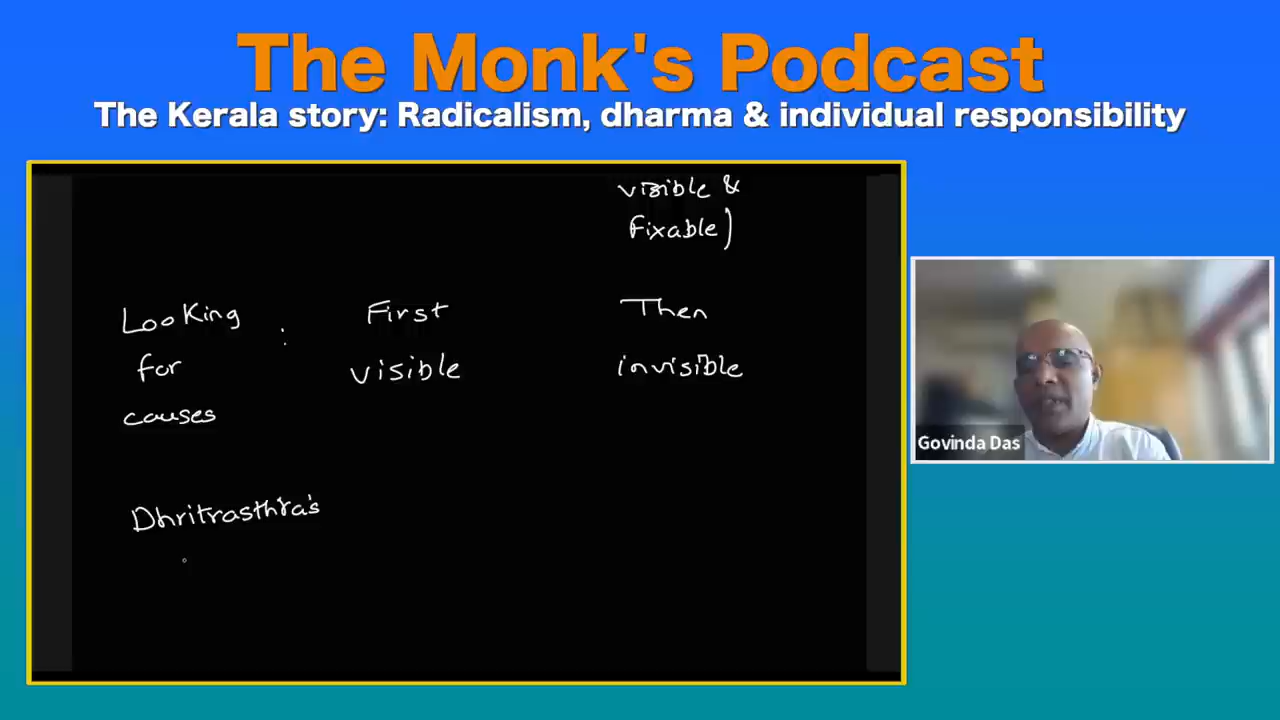 The Monk's Podcast
The Kerala story: Radicalism, dharma & individual responsibility
visible &
fixable)
Looking : First Then
for visible invisible
causes
Dhritrasthra's
Govinda Das